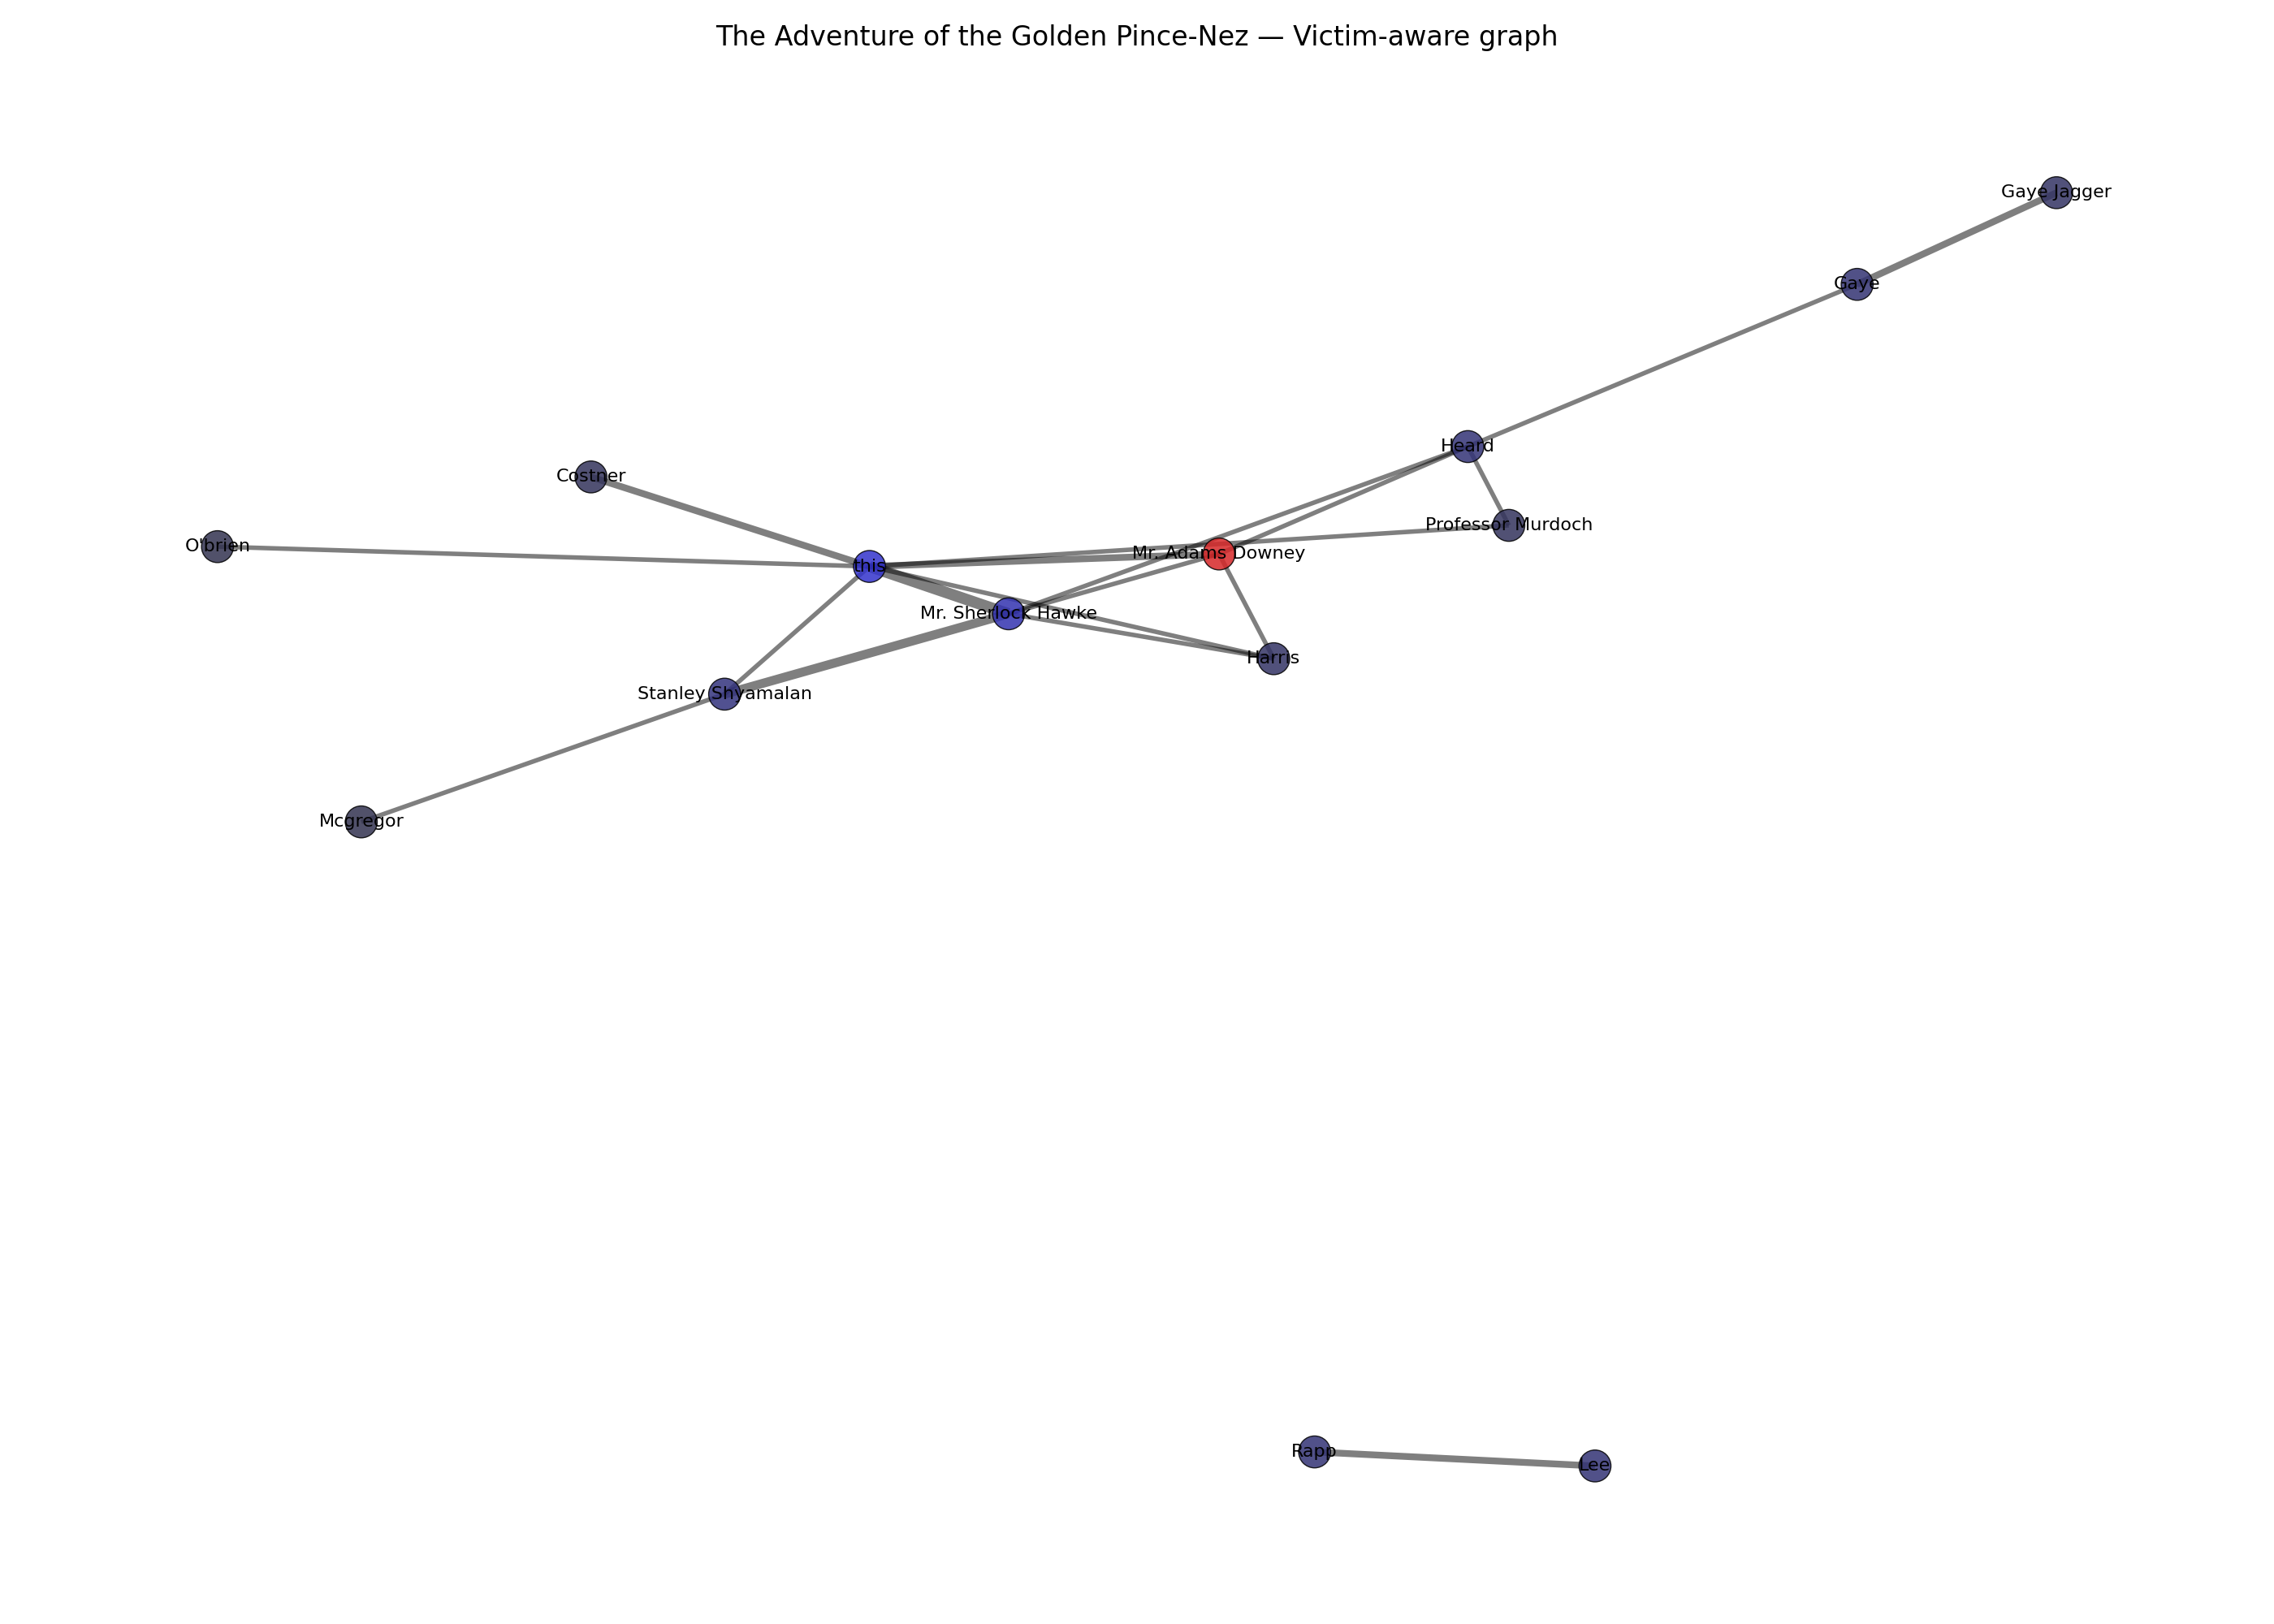 The Adventure of the Golden Pince-Nez — Victim-aware graph
Gaye Jagger
Gaye
Heard
Costner
Professor Murdoch
O'brien
Mr. Adams Downey
this
Mr. Sherlock Hawke
Harris
Stanley Shyamalan
Mcgregor
Rapp
Lee